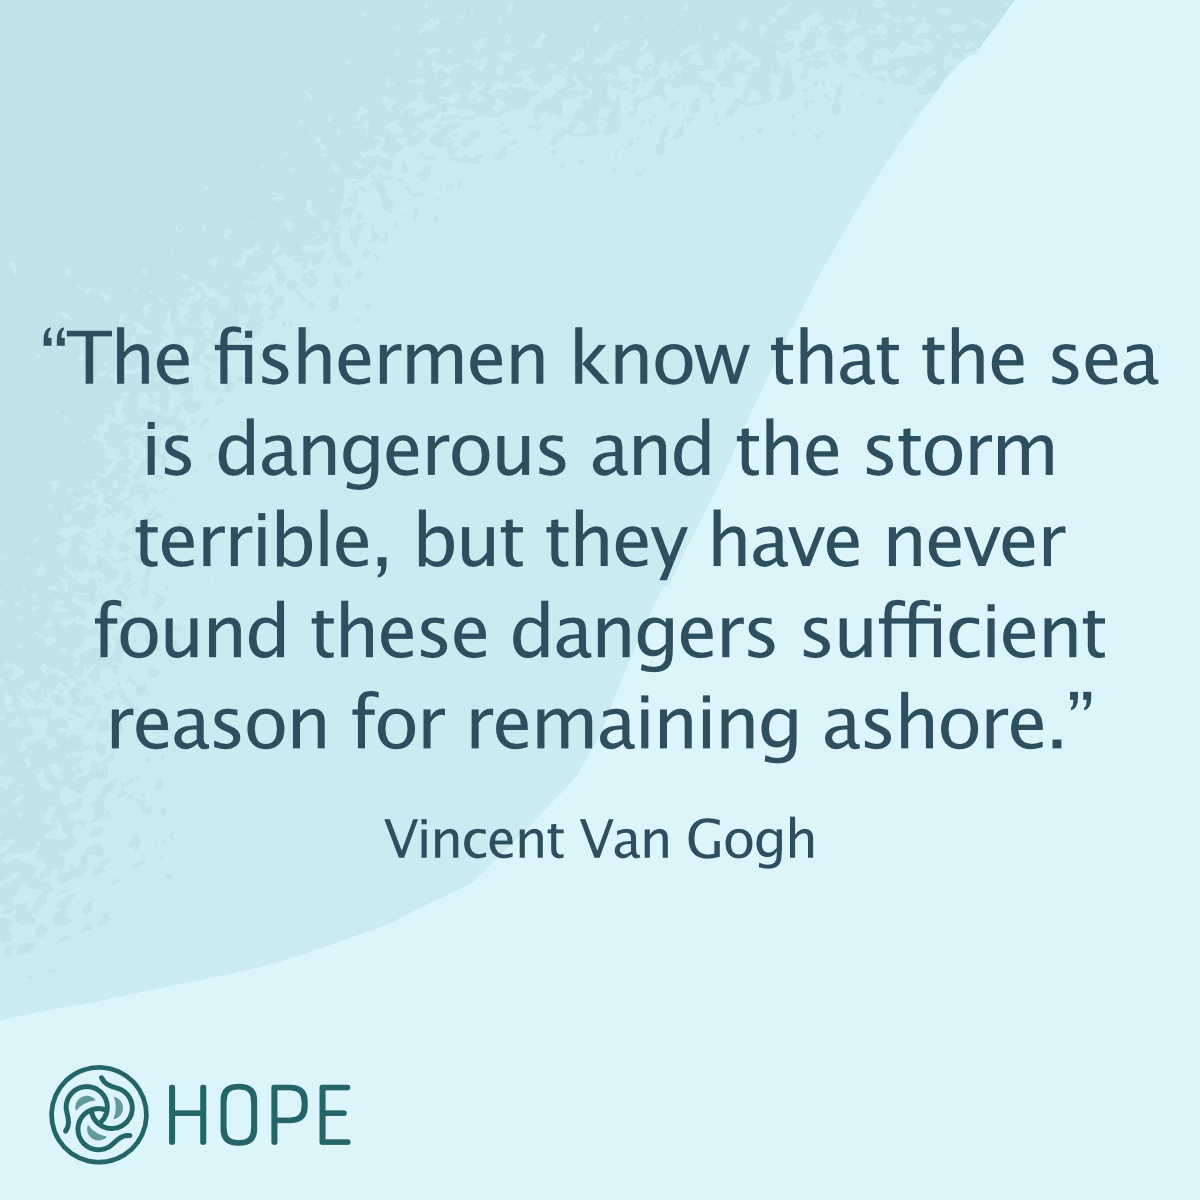 “The fishermen know that the sea
is dangerous and the storm
terrible, but they have never
found these dangers sufficient
reason for remaining ashore.”
Vincent Van Gogh
HOPE